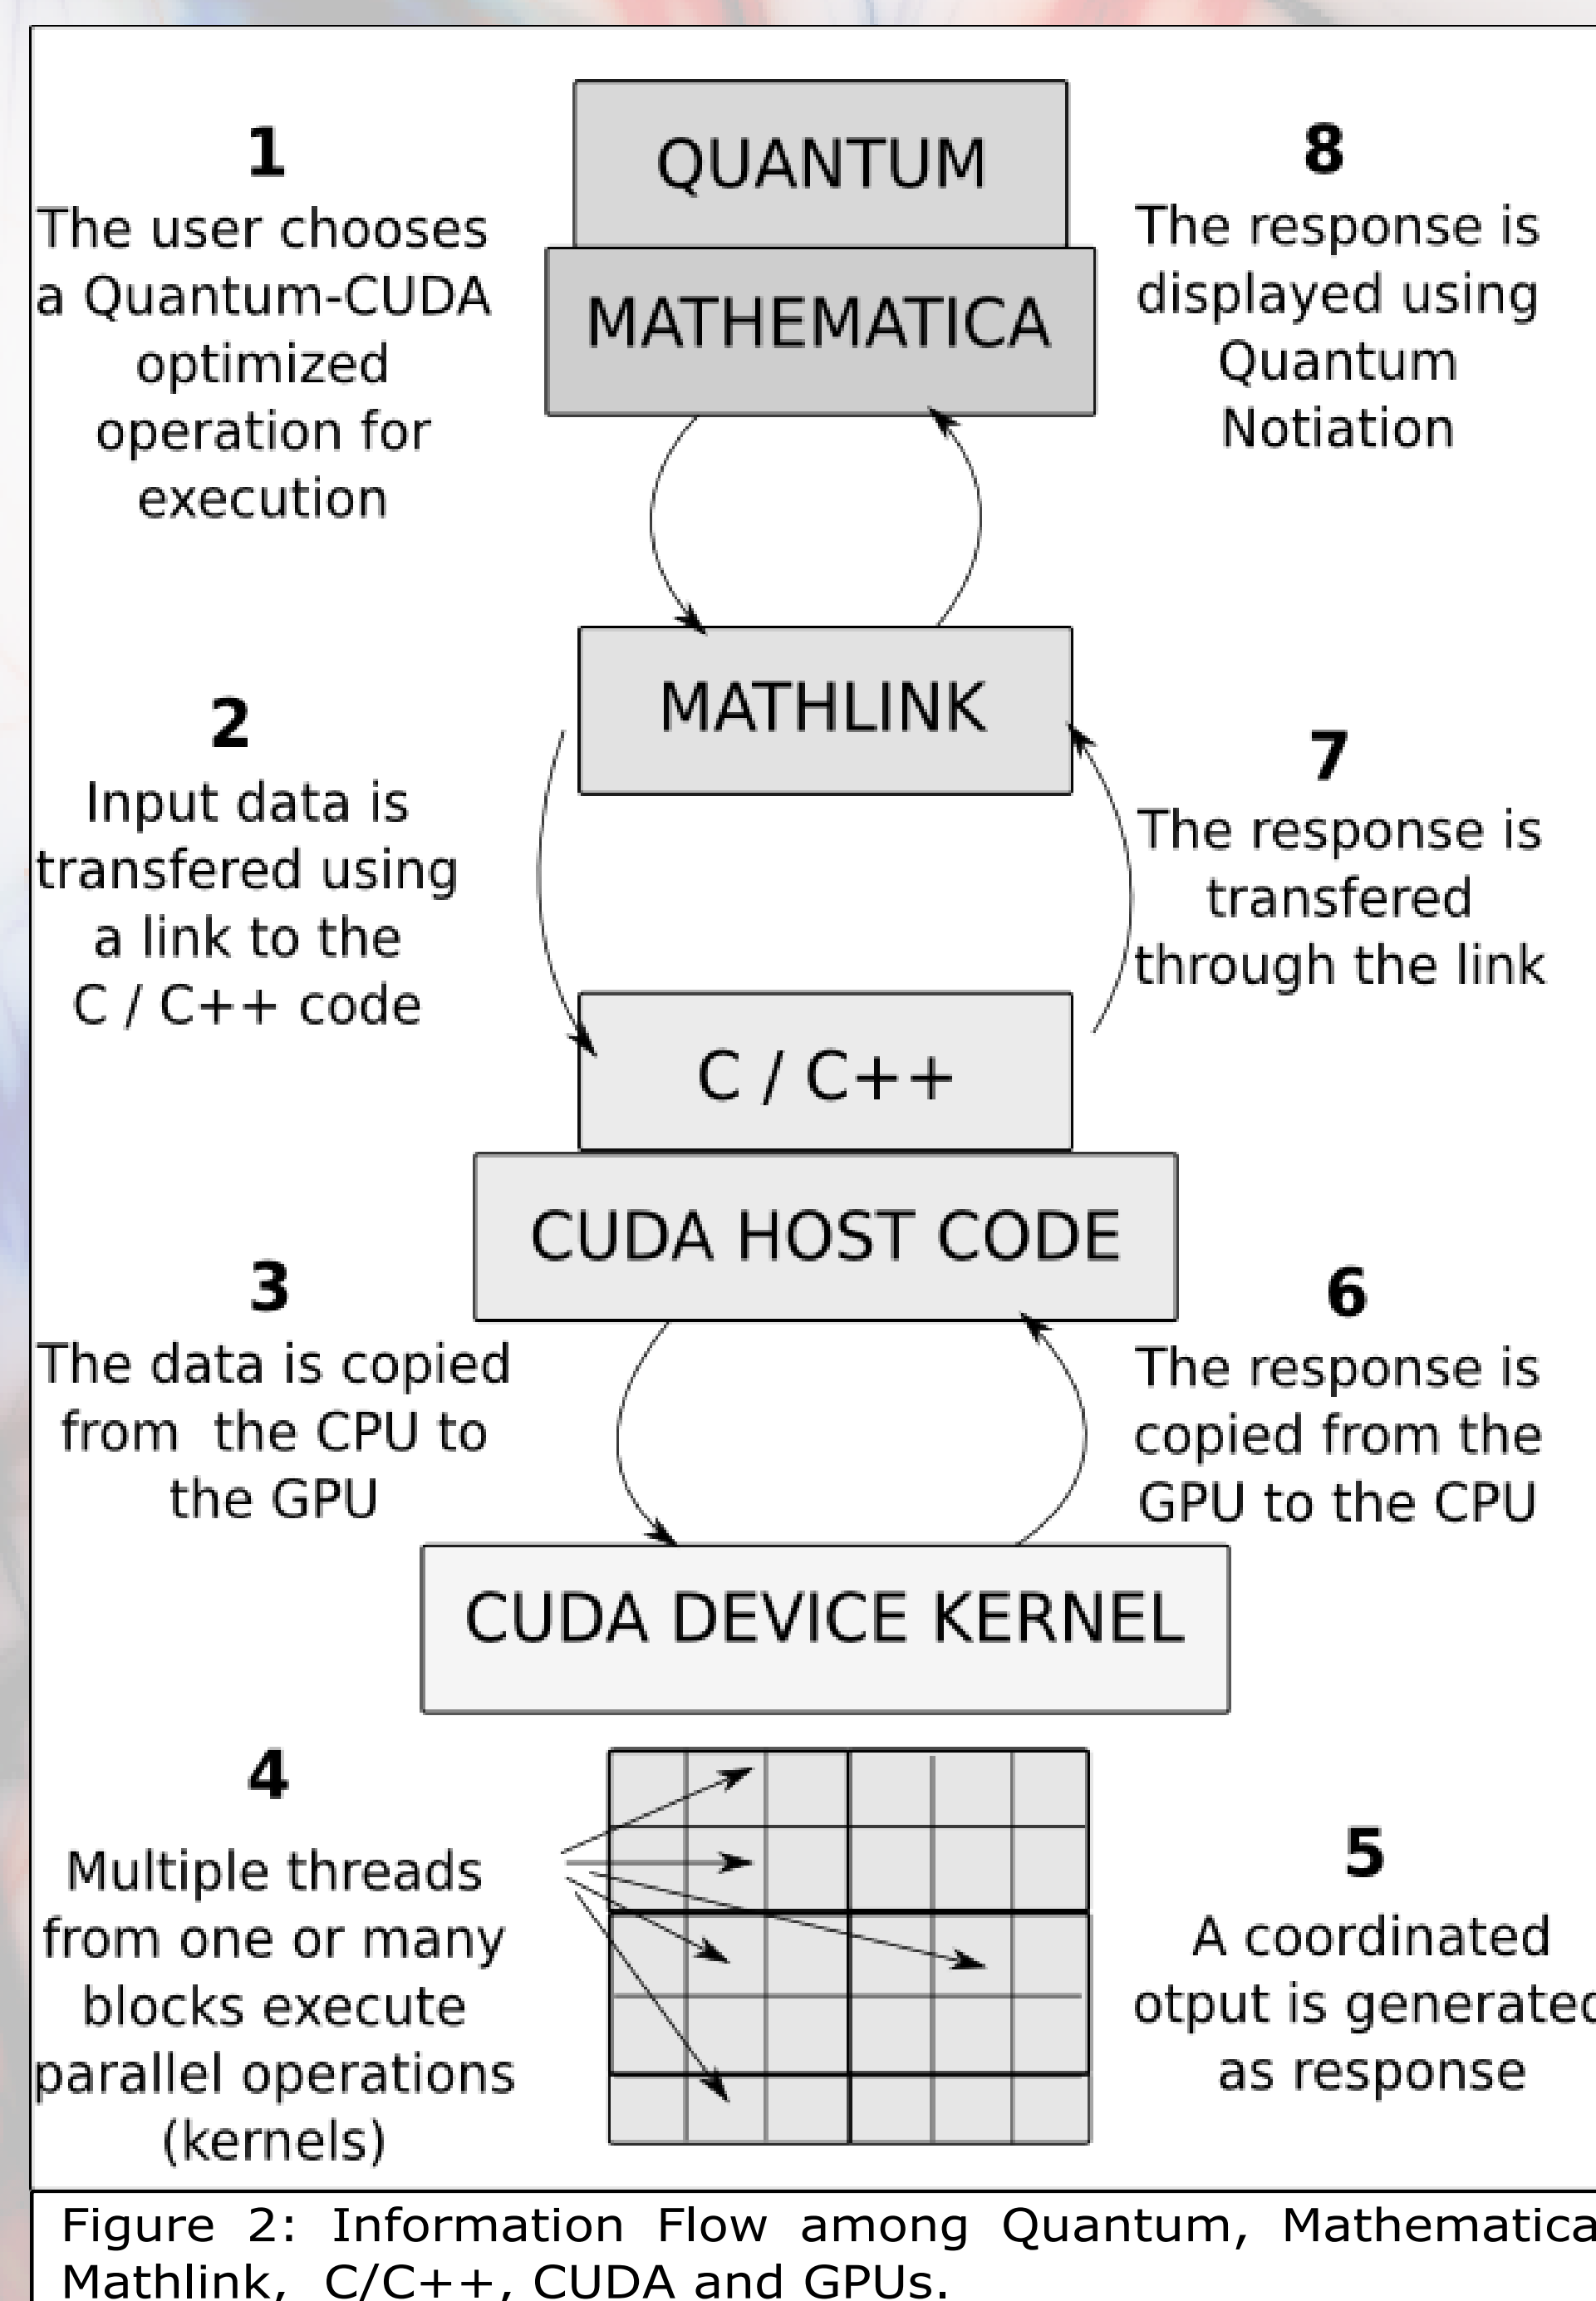 QUANTUM
MATHEMATICA
1
The user chooses
a Quantum-CUDA
optimized
operation for
execution
8
The response is
displayed using
Quantum
Notiation
MATHLINK
2
Input data is
transfered using
a link to the
C / C++ code
7
The response is
transfered
through the link
C / C++
CUDA HOST CODE
3
The data is copied
from the CPU to
the GPU
6
The response is
copied from the
GPU to the CPU
CUDA DEVICE KERNEL
4
Multiple threads
from one or many
blocks execute
parallel operations
(kernels)
5
A coordinated
otput is generated
as response
Figure 2: Information Flow among Quantum, Mathematica
Mathlink, C/C++, CUDA and GPUs.